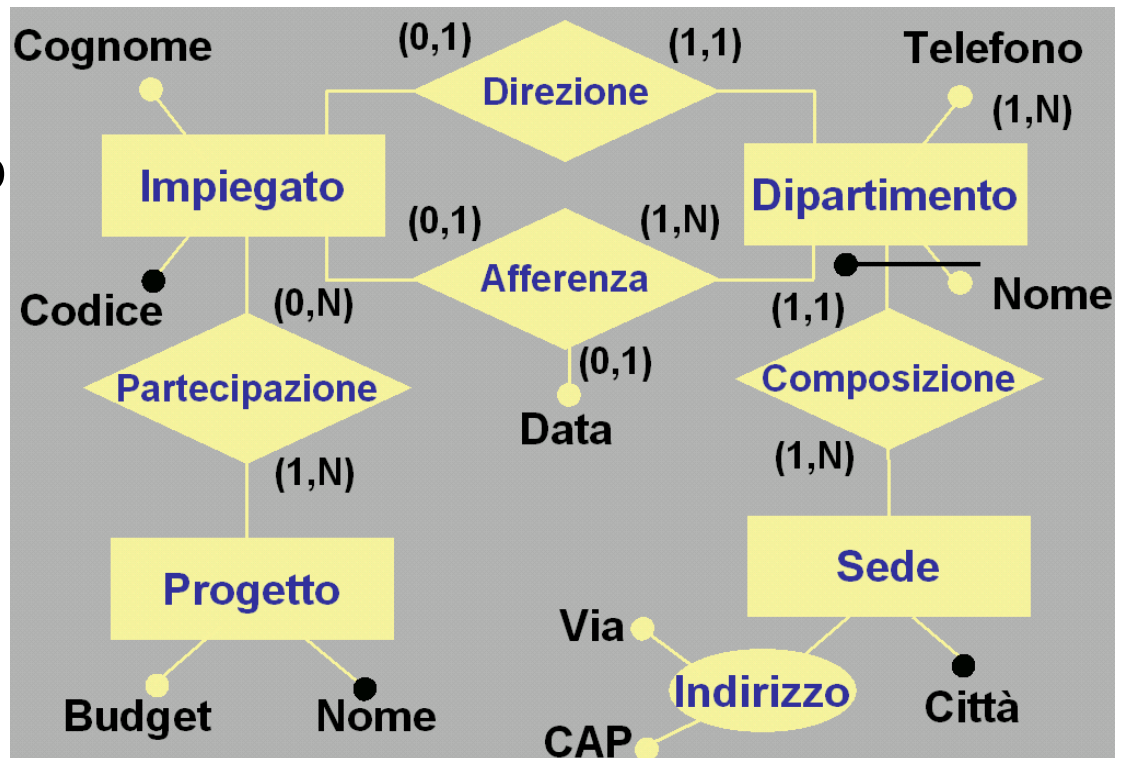 Cognome
(0,1)
Direzione
(1,1)
Telefono
(1,N)
Impiegato
Dipartimento
(0,1)
Afferenza
(1,N)
Codice
(0,N)
(0,1)
Data
(1,1)
Nome
Partecipazione
Composizione
(1,N)
(1,N)
Progetto
Sede
Budget
Nome
Via
Indirizzo
CAP
Città